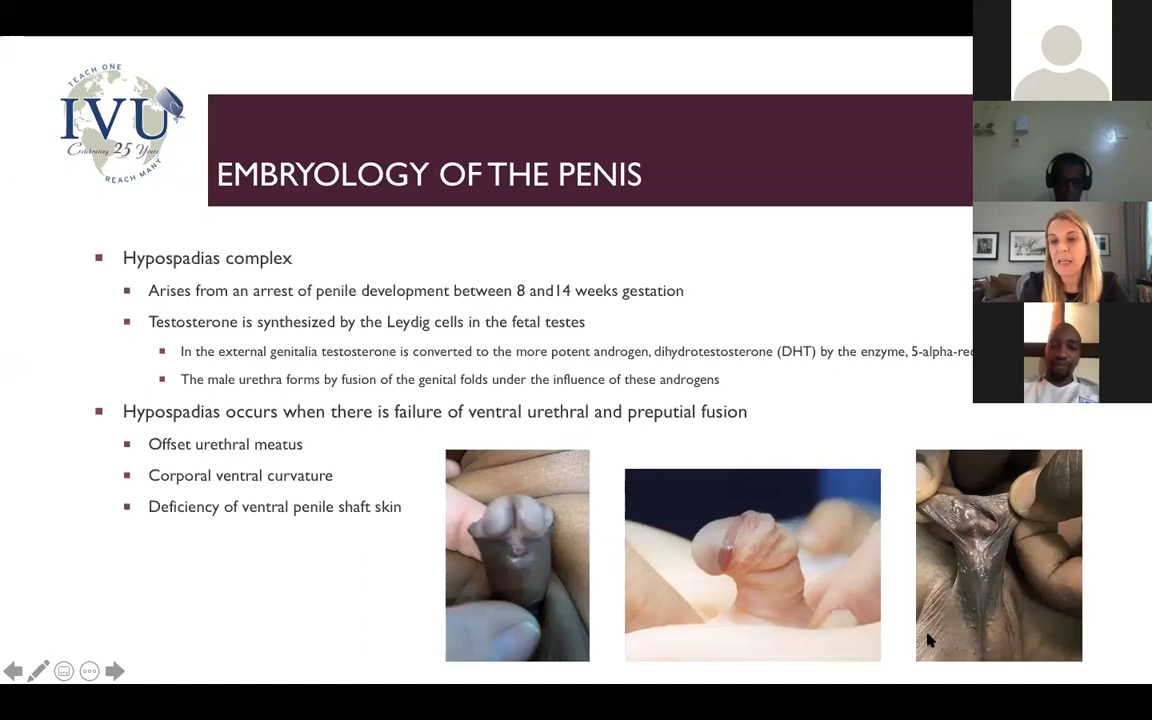 TEACH ONE
IVU
Celebrating 25 Years
REACH MANY
EMBRYOLOGY OF THE PENIS
Hypospadias complex
Arises from an arrest of penile development between 8 and14 weeks gestation
Testosterone is synthesized by the Leydig cells in the fetal testes
In the external genitalia testosterone is converted to the more potent androgen, dihydrotestosterone (DHT) by the enzyme, 5-alpha-
The male urethra forms by fusion of the genital folds under the influence of these androgens
Hypospadias occurs when there is failure of ventral urethral and preputial fusion
Offset urethral meatus
Corporal ventral curvature
Deficiency of ventral penile shaft skin